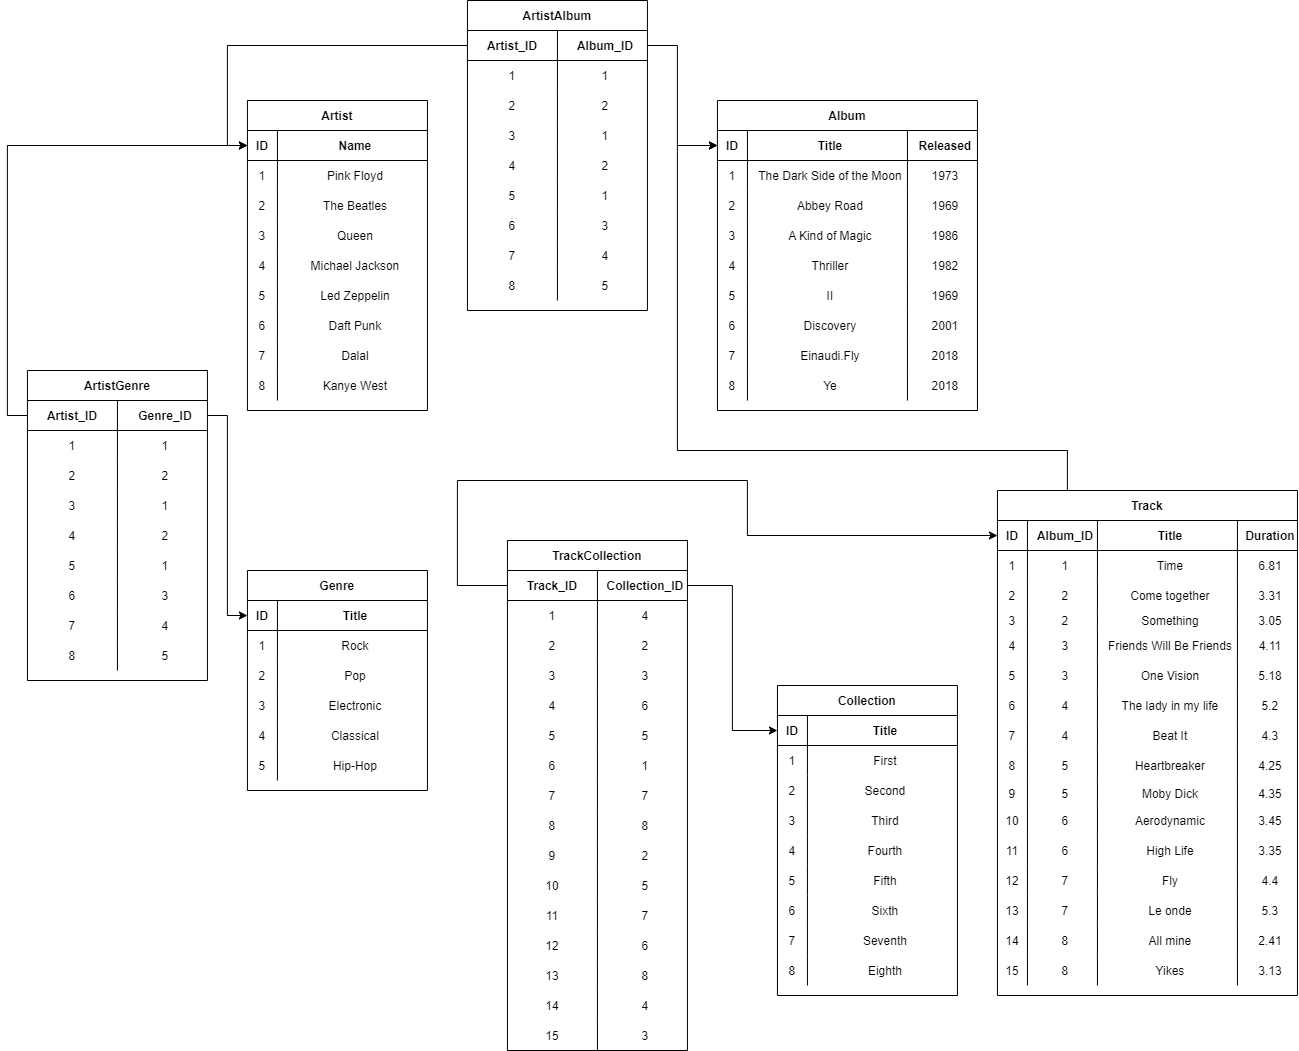 ArtistAlbum
Artist_ID Album_ID
1 1
2 2
3 1
4 2
5 1
6 3
7 4
8 5
Artist
ID Name
1 Pink Floyd
2 The Beatles
3 Queen
4 Michael Jackson
5 Led Zeppelin
6 Daft Punk
7 Dalal
8 Kanye West
Album
ID Title Released
1 The Dark Side of the Moon 1973
2 Abbey Road 1969
3 A Kind of Magic 1986
4 Thriller 1982
5 II 1969
6 Discovery 2001
7 Einaudi.Fly 2018
8 Ye 2018
ArtistGenre
Artist_ID Genre_ID
1 1
2 2
3 1
4 2
5 1
6 3
7 4
8 5
Genre
ID Title
1 Rock
2 Pop
3 Electronic
4 Classical
5 Hip-Hop
TrackCollection
Track_ID Collection_ID
1 4
2 2
3 3
4 6
5 5
6 1
7 7
8 8
9 2
10 5
11 7
12 6
13 8
14 4
15 3
Collection
ID Title
1 First
2 Second
3 Third
4 Fourth
5 Fifth
6 Sixth
7 Seventh
8 Eighth
Track
ID Album_ID Title Duration
1 1 Time 6.81
2 2 Come together 3.31
3 2 Something 3.05
4 3 Friends Will Be Friends 4.11
5 3 One Vision 5.18
6 4 The lady in my life 5.2
7 4 Beat It 4.3
8 5 Heartbreaker 4.25
9 5 Moby Dick 4.35
10 6 Aerodynamic 3.45
11 6 High Life 3.35
12 7 Fly 4.4
13 7 Le onde 5.3
14 8 All mine 2.41
15 8 Yikes 3.13